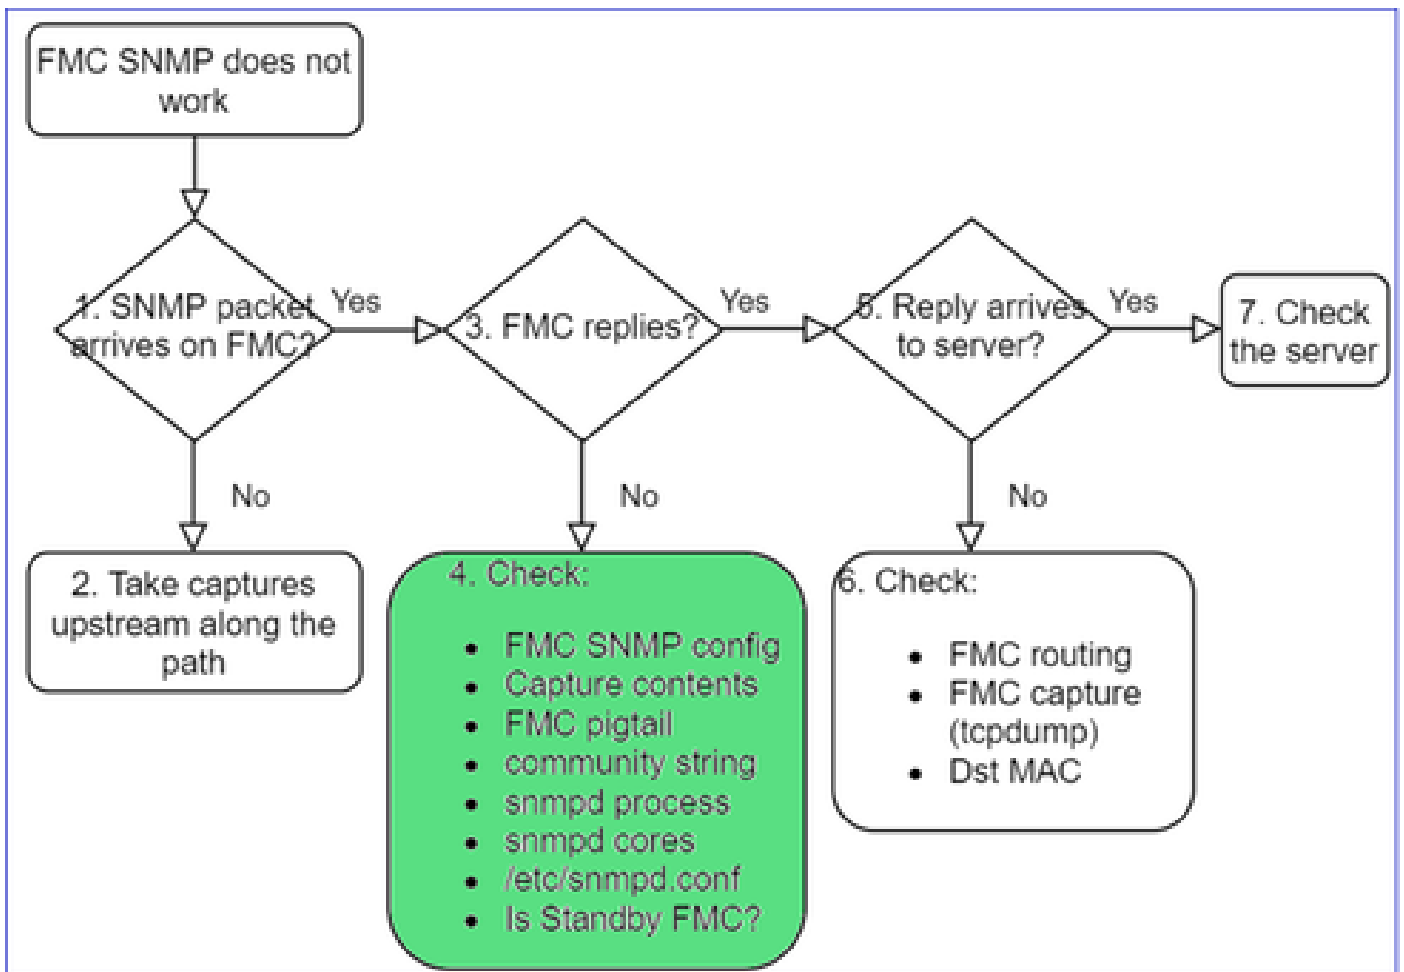 FMC SNMP does not
work
1. SNMP packet
arrives on FMC?
Yes
3. FMC replies?
Yes
5. Reply arrives
to server?
Yes
7. Check
the server
No
No
No
2. Take captures
upstream along the
path
4. Check:
• FMC SNMP config
• Capture contents
• FMC pigtail
• community string
• snmpd process
• snmpd cores
• /etc/snmpd.conf
• Is Standby FMC?
6. Check:
• FMC routing
• FMC capture
(tcpdump)
• Dst MAC